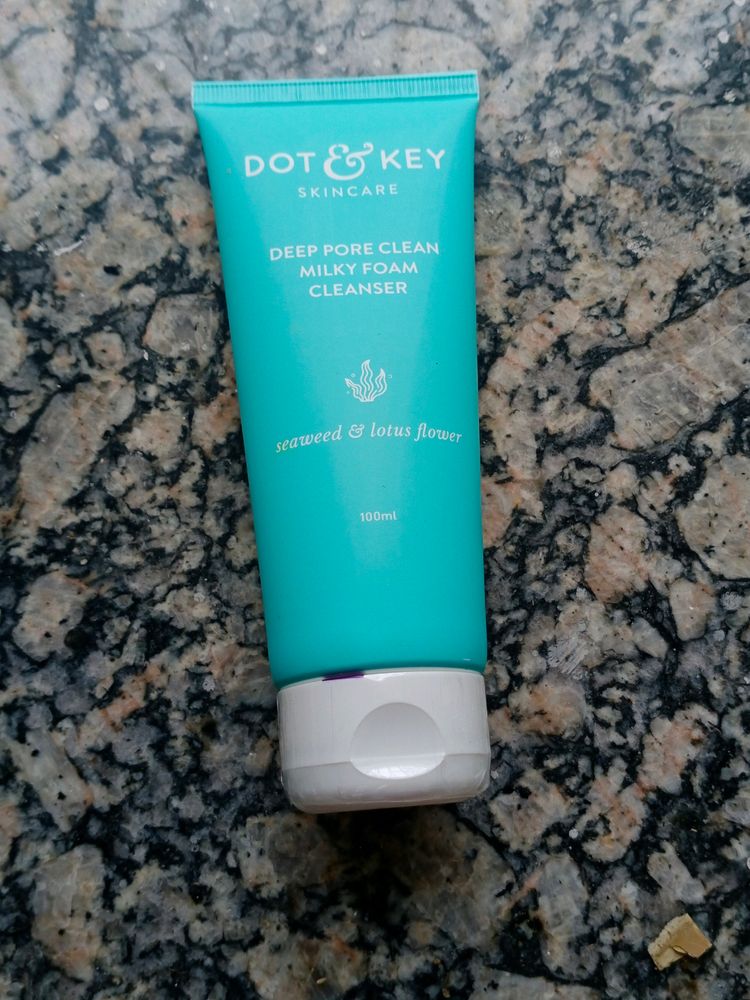 DOT & KEY
SKINCARE
DEEP PORE CLEAN
MILKY FOAM
CLEANSER
seaweed & lotus flower
100ml